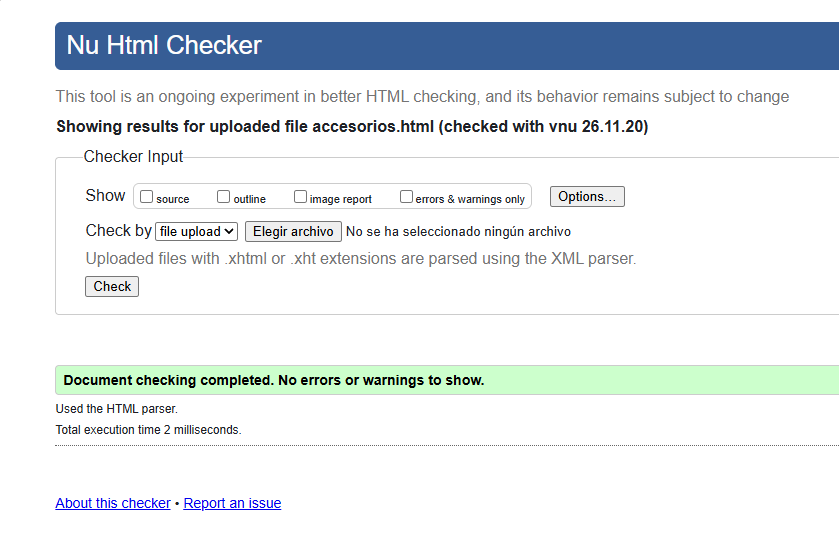 Nu Html Checker
This tool is an ongoing experiment in better HTML checking, and its behavior remains subject to change
Showing results for uploaded file accesorios.html (checked with vnu 26.11.20)
Checker Input
Show source outline image report errors & warnings only Options...
Check by file upload Elegir archivo No se ha seleccionado ningún archivo
Uploaded files with .xhtml or .xht extensions are parsed using the XML parser.
Check
Document checking completed. No errors or warnings to show.
Used the HTML parser.
Total execution time 2 milliseconds.
About this checker • Report an issue